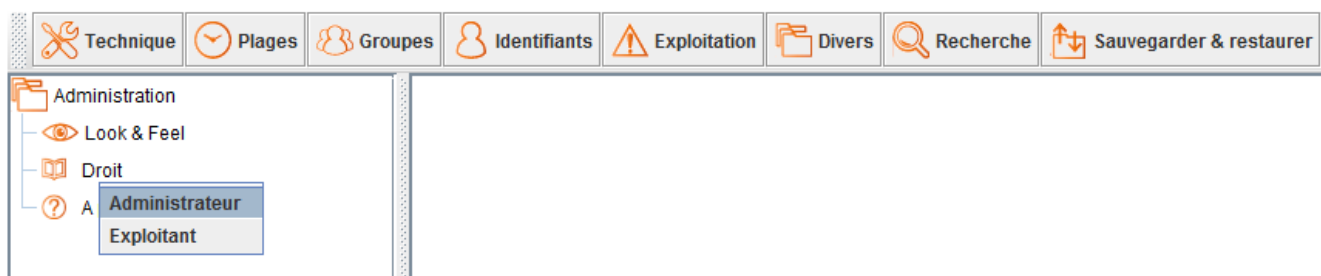 Technique Plages Groupes Identifiants Exploitation Divers Recherche Sauvegarder & restaurer
Administration
Look & Feel
Droit
A
Administrateur
Exploitant